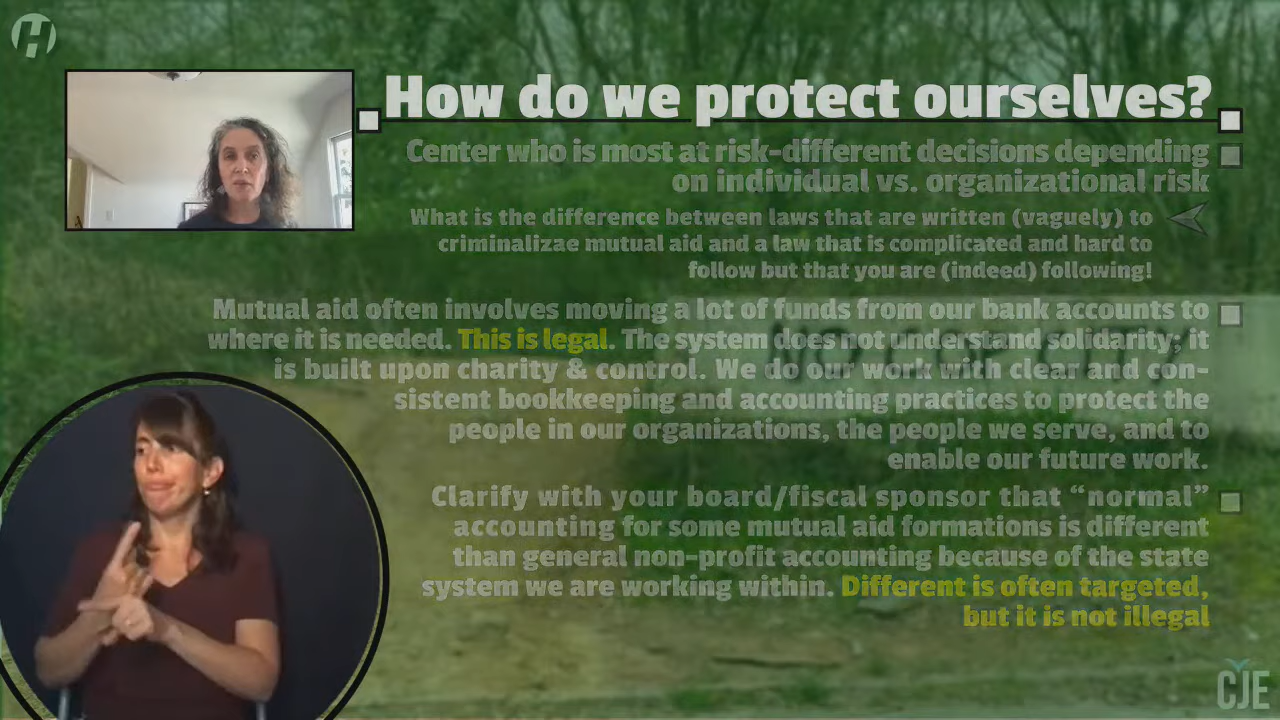 H
How do we protect ourselves?
Center who is most at risk-different decisions depending
on individual vs. organizational risk
What is the difference between laws that are written (vaguely) to
criminalizae mutual aid and a law that is complicated and hard to
follow but that you are (indeed) following!
Mutual aid often involves moving a lot of funds from our bank accounts to
where it is needed. This is legal. The system does not understand solidarity; it
is built upon charity & control. We do our work with clear and con-
sistent bookkeeping and accounting practices to protect the
people in our organizations, the people we serve, and to
enable our future work.
Clarify with your board/fiscal sponsor that “normal”
accounting for some mutual aid formations is different
than general non-profit accounting because of the state
system we are working within. Different is often targeted,
but it is not illegal
NO COP CITY
CJE